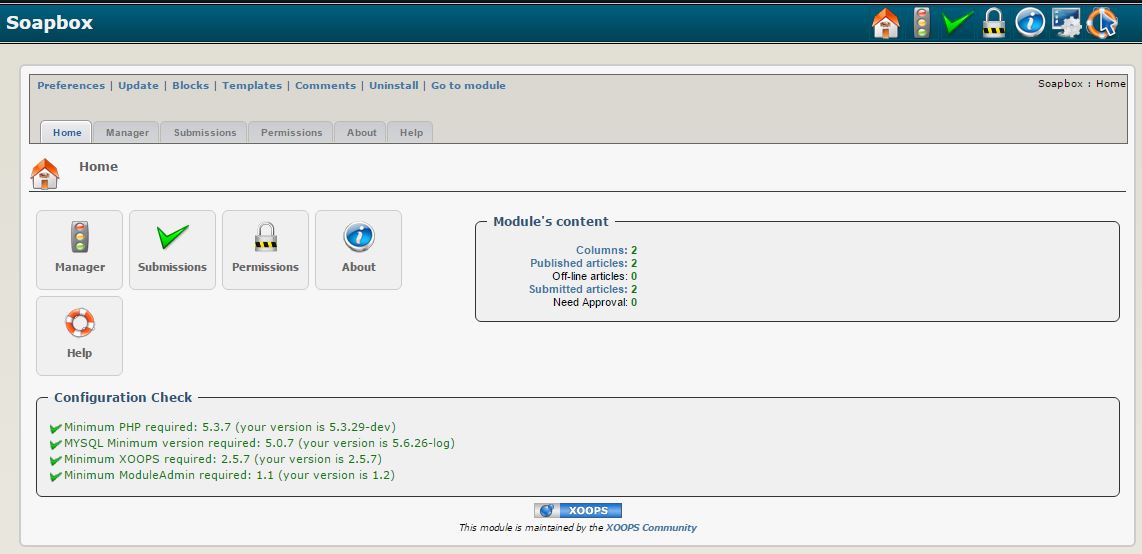 Soapbox
Preferences | Update | Blocks | Templates | Comments | Uninstall | Go to module
Soapbox : Home
Home Manager Submissions Permissions About Help
Home
Manager Submissions Permissions About
Help
Module's content
Columns: 2
Published articles: 2
Off-line articles: 0
Submitted articles: 2
Need Approval: 0
Configuration Check
Minimum PHP required: 5.3.7 (your version is 5.3.29-dev)
MYSQL Minimum version required: 5.0.7 (your version is 5.6.26-log)
Minimum XOOPS required: 2.5.7 (your version is 2.5.7)
Minimum ModuleAdmin required: 1.1 (your version is 1.2)
XOOPS
This module is maintained by the XOOPS Community